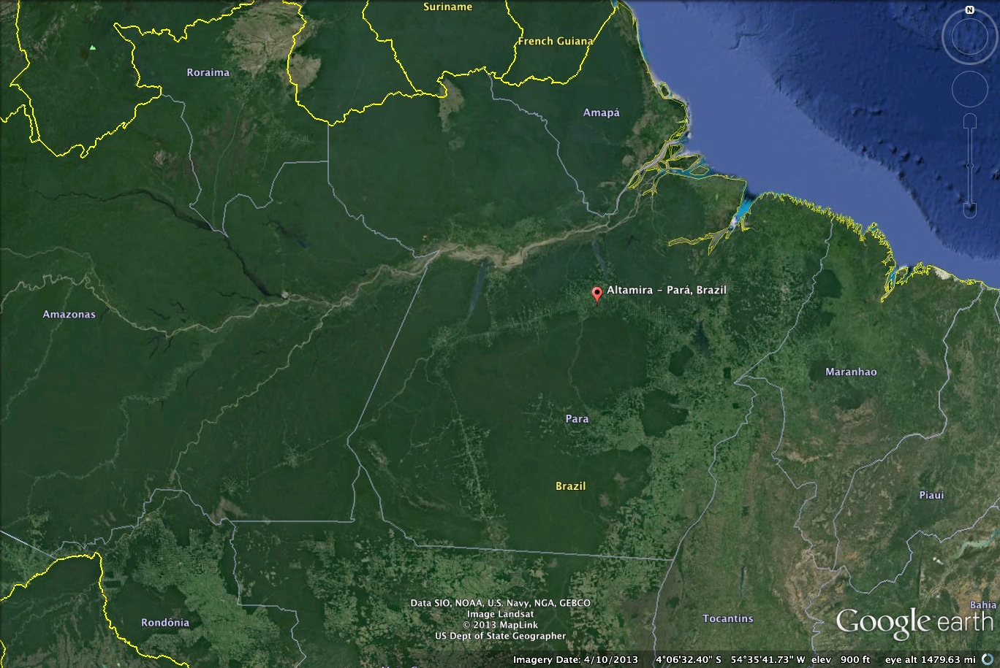 Suriname
N
French Guiana
Roraima
Amapá
Altamira – Pará, Brazil
Amazonas
Maranhao
Para
Brazil
Piaui
Data SIO, NOAA, U.S. Navy, NGA, GEBCO
Image Landsat
© 2013 MapLink
US Dept of State Geographer
Bahia
Rondônia
Tocantins
Google earth
Imagery Date: 4/10/2013 4°06'32.40" S 54°35'41.73" W elev 900 ft eye alt 1479.63 mi